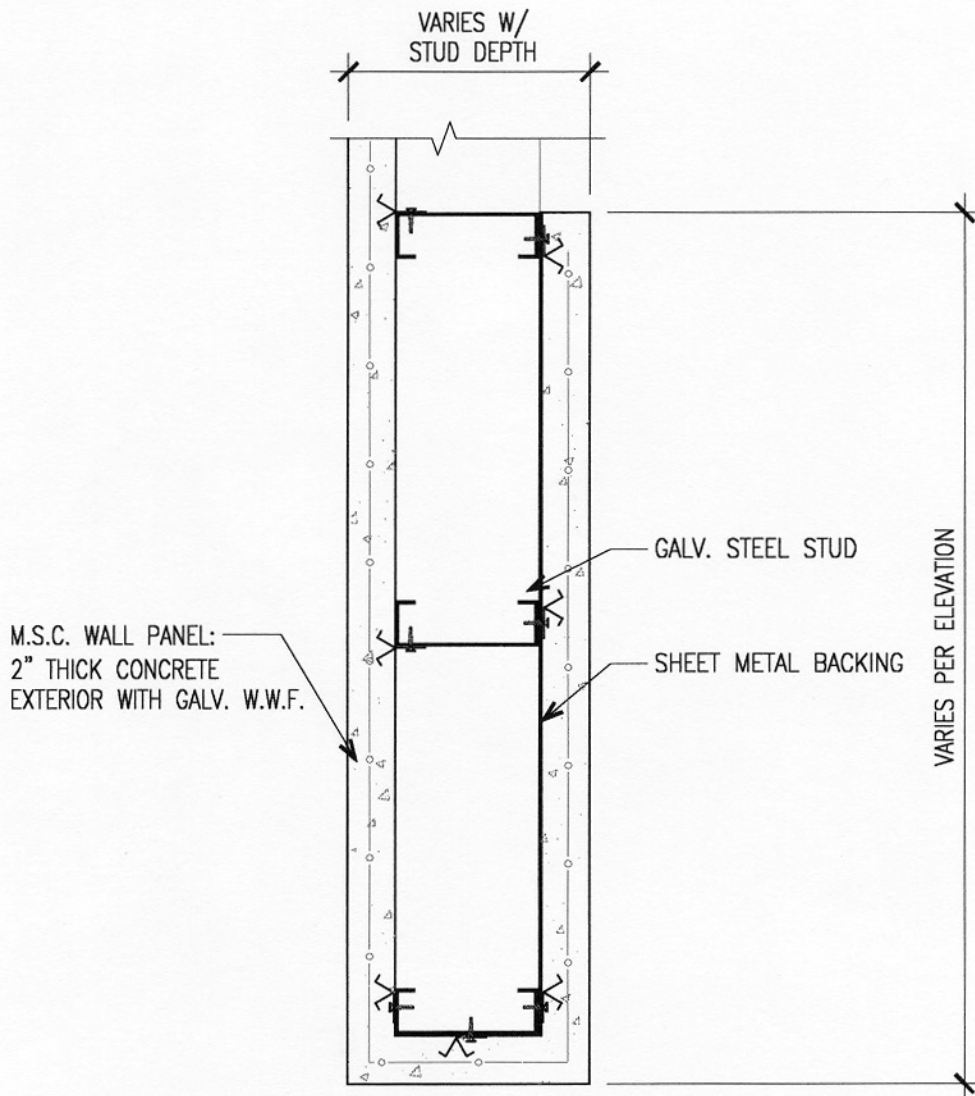 VARIES W/
STUD DEPTH
GALV. STEEL STUD
M.S.C. WALL PANEL:
2" THICK CONCRETE
EXTERIOR WITH GALV. W.W.F.
SHEET METAL BACKING
VARIES PER ELEVATION